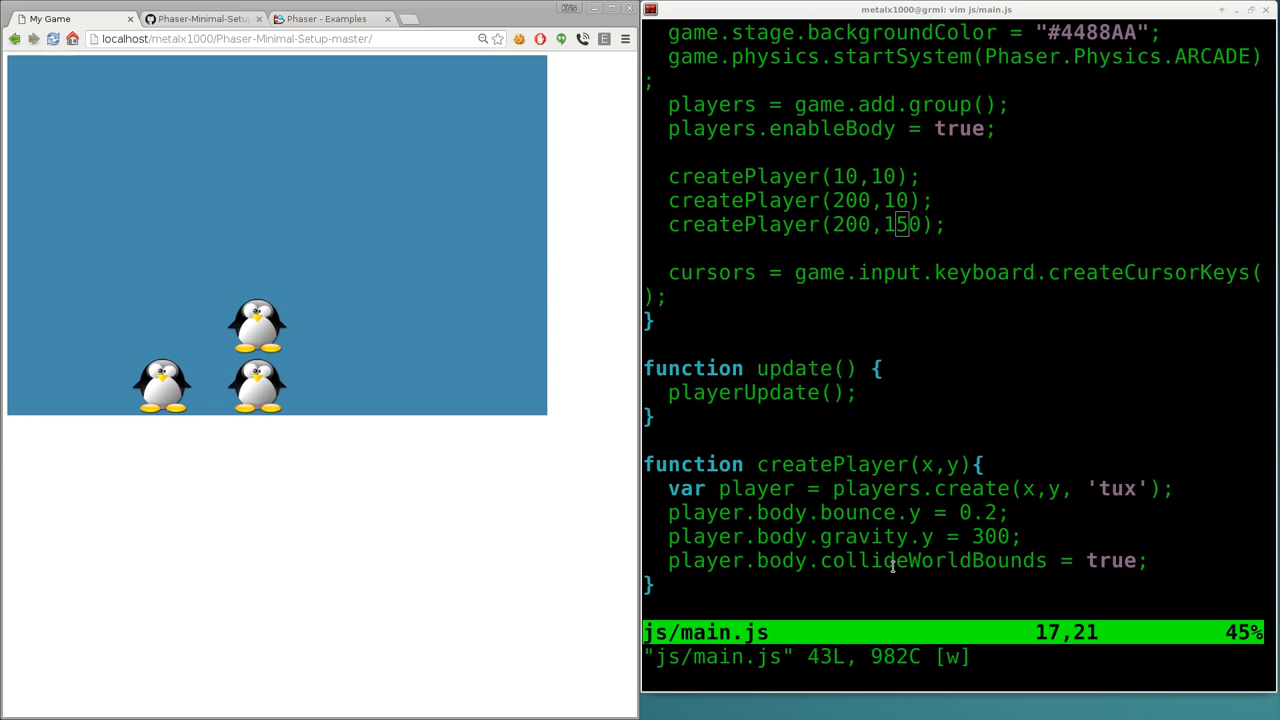 My Game
Phaser-Minimal-Setu
Phaser - Examples
Kris
localhost/metalx1000/Phaser-Minimal-Setup-master/
metalx1000@grml: vim js/main.js
game.stage.backgroundColor = "#4488AA";
game.physics.startSystem(Phaser.Physics.ARCADE)
;
players = game.add.group();
players.enableBody = true;
createPlayer(10,10);
createPlayer(200,10);
createPlayer(200,150);
cursors = game.input.keyboard.createCursorKeys(
);
}
function update() {
playerUpdate();
}
function createPlayer(x,y){
var player = players.create(x,y, 'tux');
player.body.bounce.y = 0.2;
player.body.gravity.y = 300;
player.body.collideWorldBounds = true;
}
js/main.js 17,21 45%
"js/main.js" 43L, 982C [w]